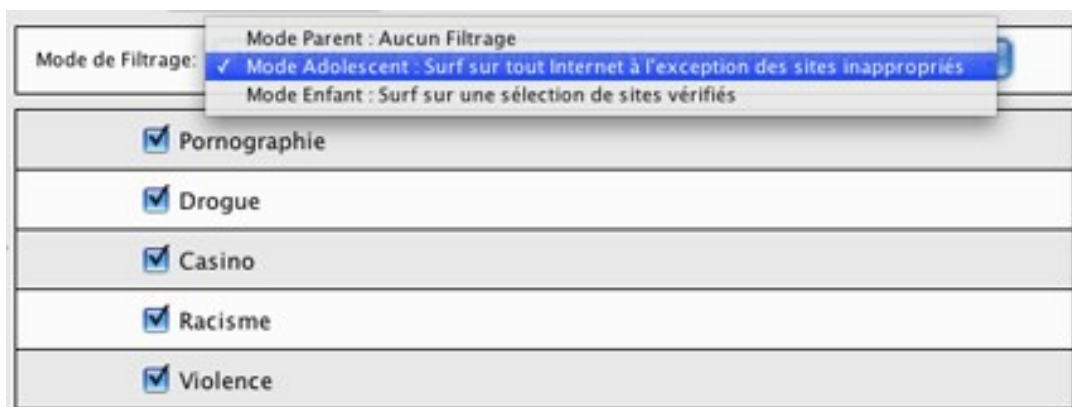 Mode Parent : Aucun Filtrage
Mode de Filtrage: ✓ Mode Adolescent : Surf sur tout Internet à l'exception des sites inappropriés
Mode Enfant : Surf sur une sélection de sites vérifiés
Pornographie
Drogue
Casino
Racisme
Violence